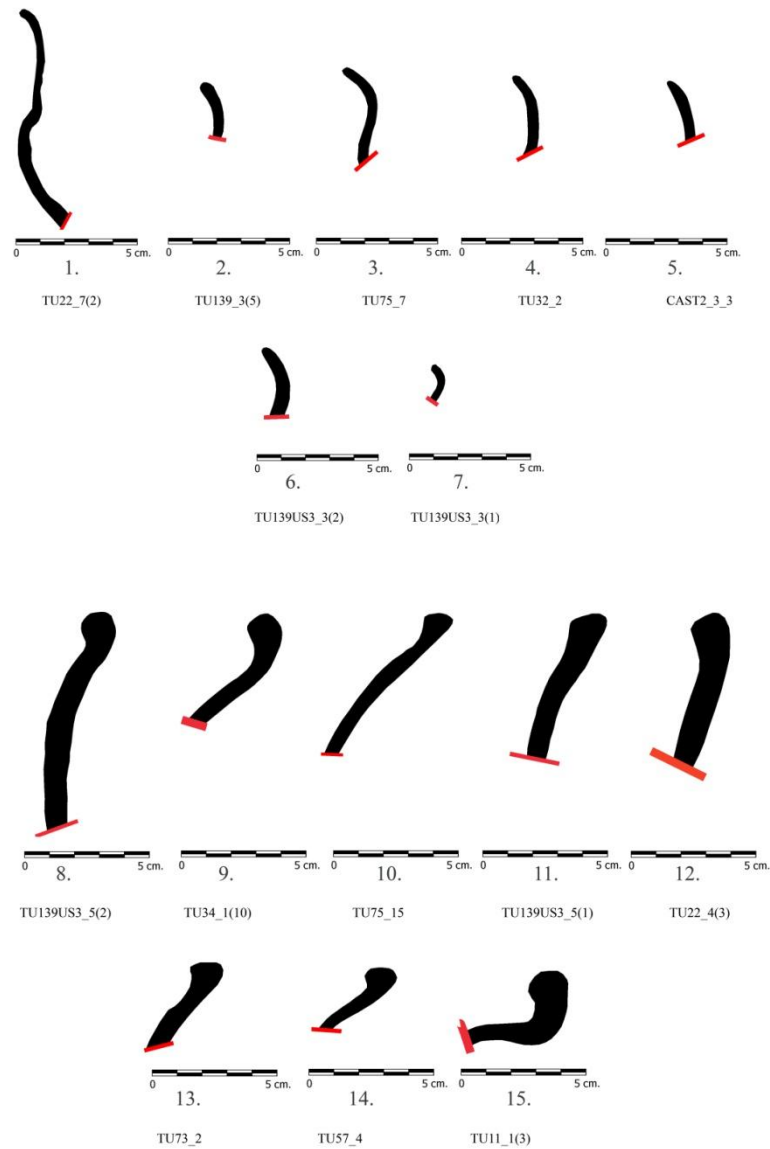 0 5 cm. 0 5 cm. 0 5 cm. 0 5 cm. 0 5 cm.
1. 2. 3. 4. 5.
TU22_7(2) TU139_3(5) TU75_7 TU32_2 CAST2_3_3
0 5 cm. 0 5 cm.
6. 7.
TU139US3_3(2) TU139US3_3(1)
0 5 cm. 0 5 cm. 0 5 cm. 0 5 cm. 0 5 cm.
8. 9. 10. 11. 12.
TU139US3_5(2) TU34_1(10) TU75_15 TU139US3_5(1) TU22_4(3)
0 5 cm. 0 5 cm. 0 5 cm.
13. 14. 15.
TU73_2 TU57_4 TU11_1(3)